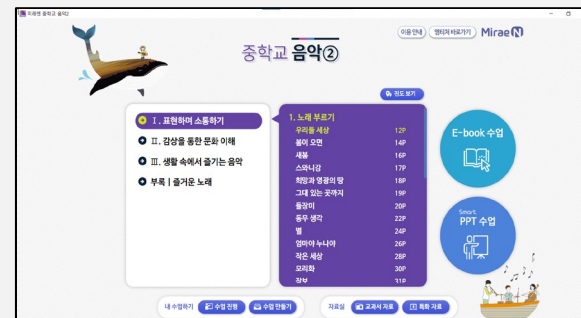 미래엔 중학교 음악2
이용 안내 엠티처 바로가기 Mirae N
중학교 음악②
진도 보기
Ⅰ. 표현하며 소통하기
Ⅱ. 감상을 통한 문화 이해
Ⅲ. 생활 속에서 즐기는 음악
부록 | 즐거운 노래
1. 노래 부르기
우리들 세상 12P
봄이 오면 14P
새봄 16P
스와니강 17P
희망과 영광의 땅 18P
그대 있는 곳까지 19P
들장미 20P
동무 생각 22P
별 24P
엄마야 누나야 26P
작은 세상 28P
모리화 30P
장보 31P
E-book 수업
Smart
PPT 수업
내 수업하기 수업 진행 수업 만들기 자료실 교과서 자료 특화 자료